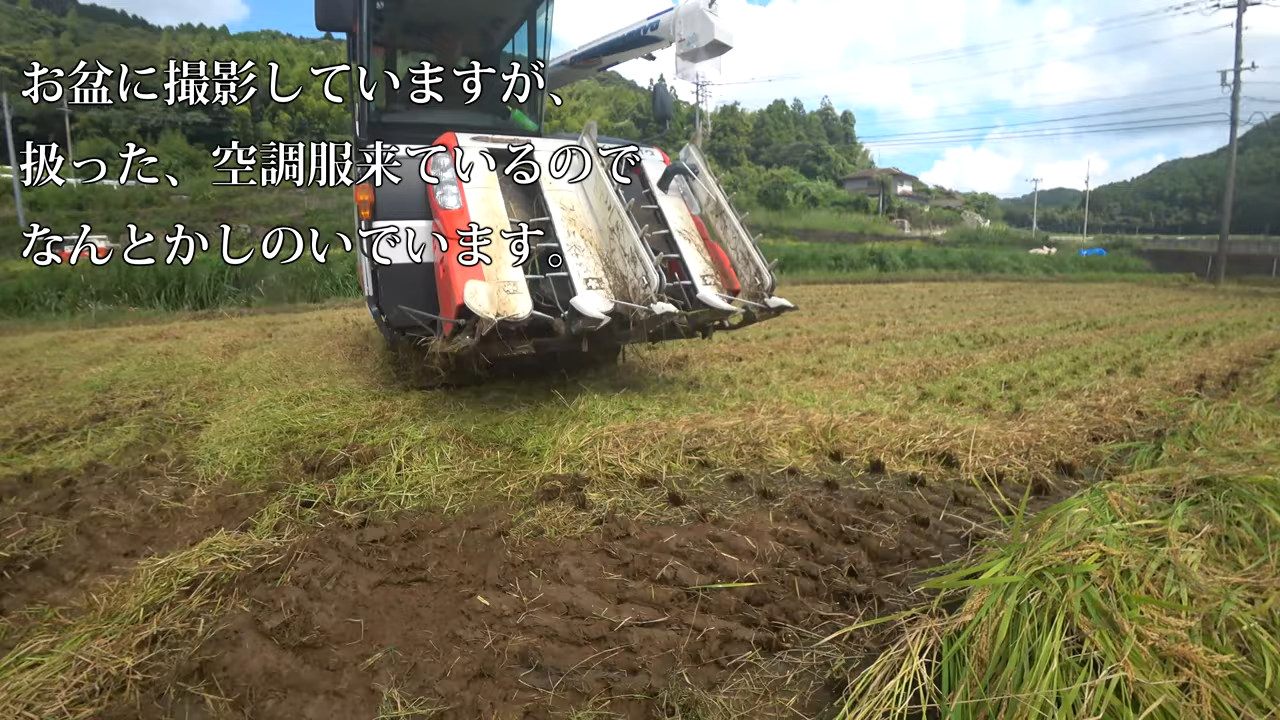 お盆に撮影していますが、
扱った、空調服来ているので
なんとかしのいでいます。